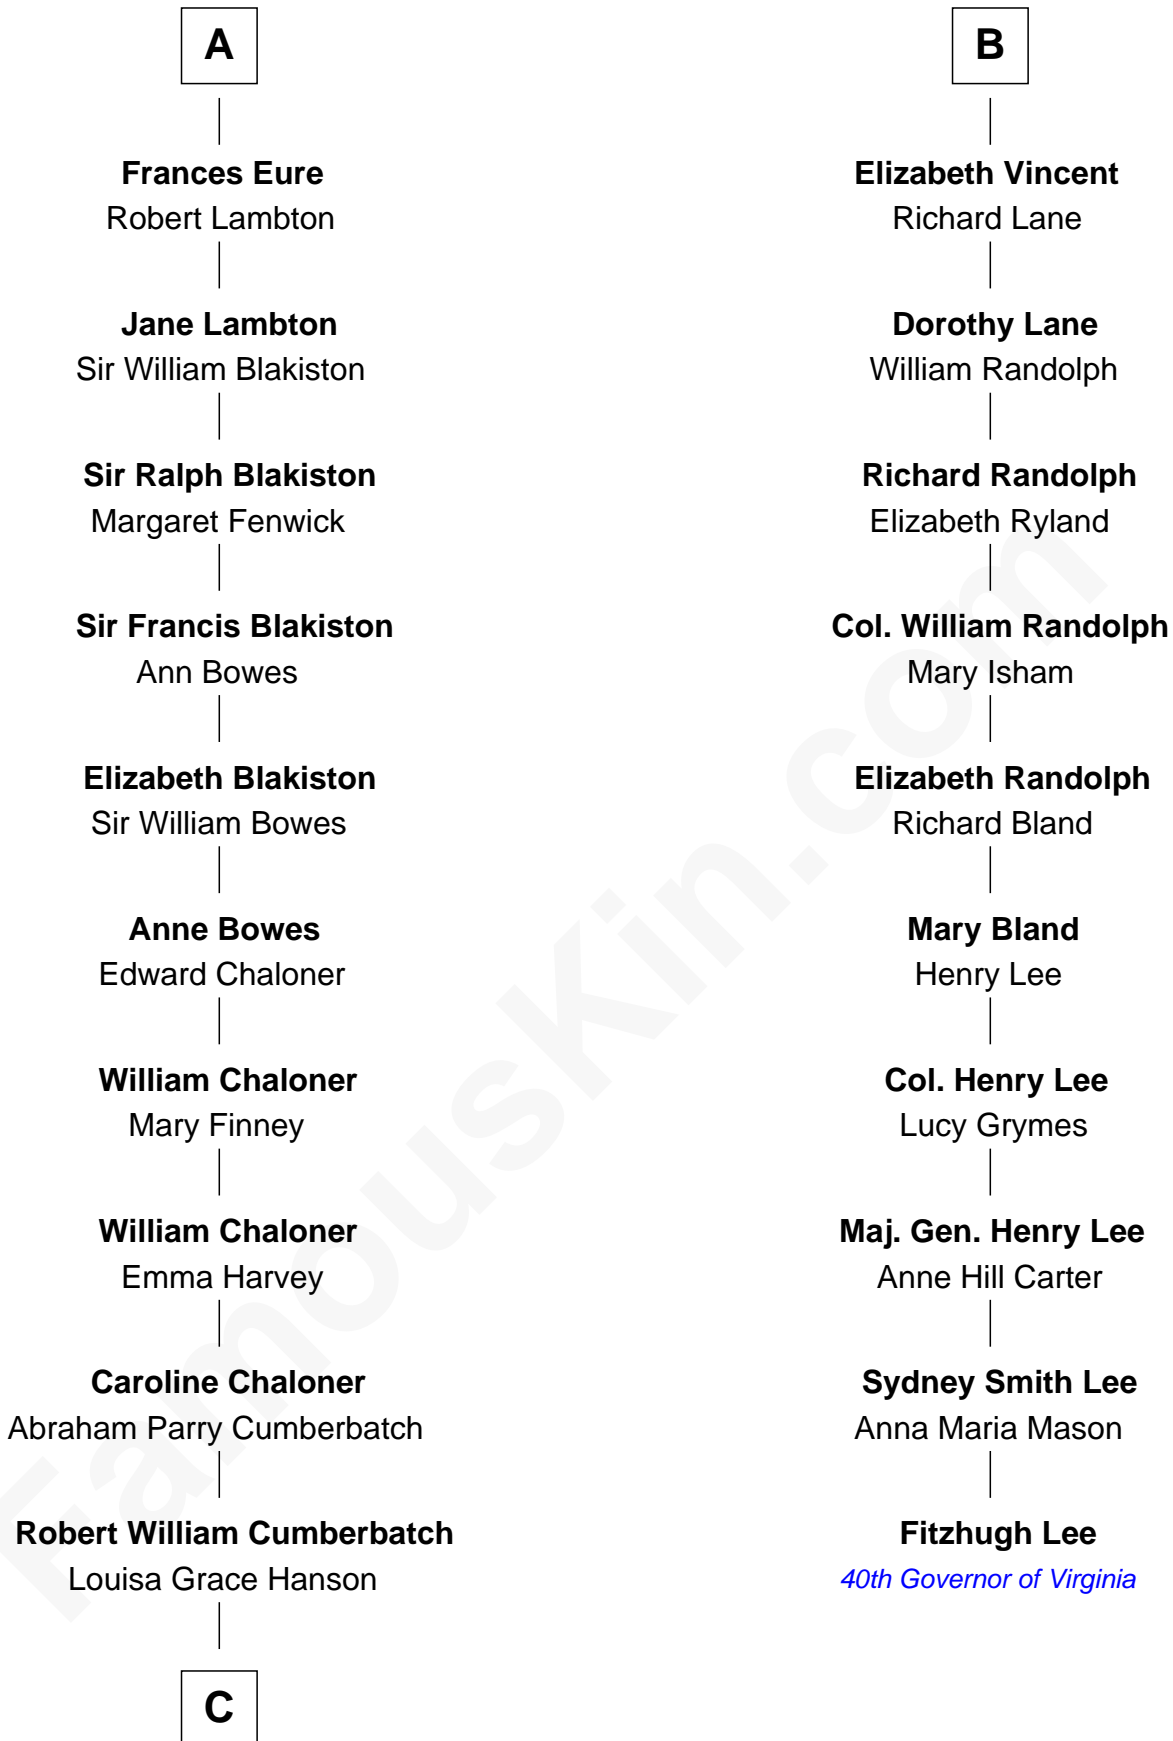 A
Frances Eure
Robert Lambton
Jane Lambton
Sir William Blakiston
Sir Ralph Blakiston
Margaret Fenwick
Sir Francis Blakiston
Ann Bowes
Elizabeth Blakiston
Sir William Bowes
Anne Bowes
Edward Chaloner
William Chaloner
Mary Finney
William Chaloner
Emma Harvey
Caroline Chaloner
Abraham Parry Cumberbatch
Robert William Cumberbatch
Louisa Grace Hanson
C
B
Elizabeth Vincent
Richard Lane
Dorothy Lane
William Randolph
Richard Randolph
Elizabeth Ryland
Col. William Randolph
Mary Isham
Elizabeth Randolph
Richard Bland
Mary Bland
Henry Lee
Col. Henry Lee
Lucy Grymes
Maj. Gen. Henry Lee
Anne Hill Carter
Sydney Smith Lee
Anna Maria Mason
Fitzhugh Lee
40th Governor of Virginia
FamousKin.com